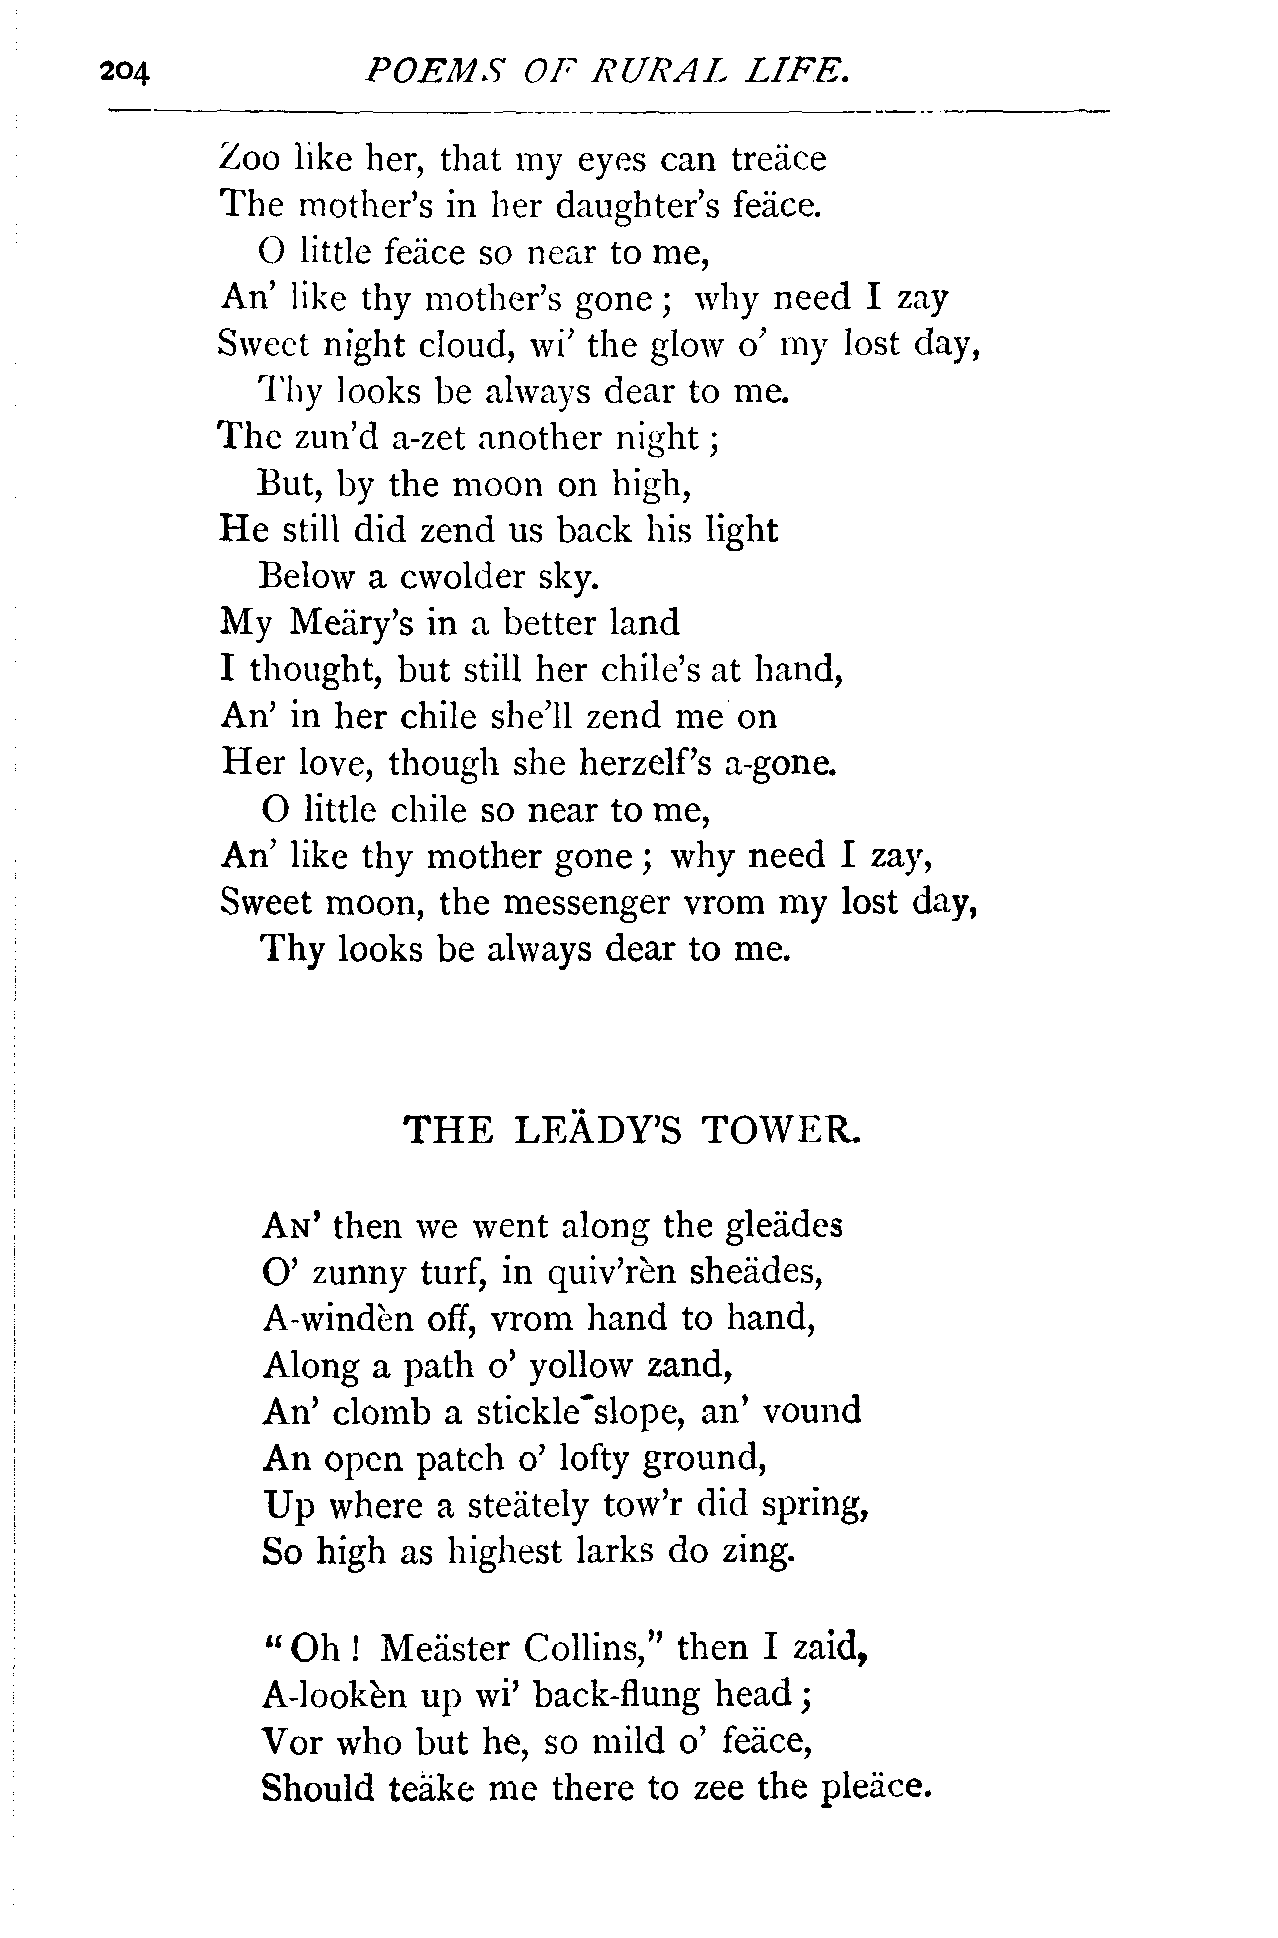 204 POEMS OF RURAL LIFE.
Zoo like her, that my eyes can treäce
The mother's in her daughter's feäce.
O little feäce so near to me,
An' like thy mother's gone ; why need I zay
Sweet night cloud, wi' the glow o' my lost day,
Thy looks be always dear to me.
The zun'd a-zet another night ;
But, by the moon on high,
He still did zend us back his light
Below a cwolder sky.
My Meäry's in a better land
I thought, but still her chile's at hand,
An' in her chile she'll zend me on
Her love, though she herzelf's a-gone.
O little chile so near to me,
An' like thy mother gone ; why need I zay,
Sweet moon, the messenger vrom my lost day,
Thy looks be always dear to me.
THE LEÄDY'S TOWER.
AN' then we went along the gleädes
O' zunny turf, in quiv'rèn sheädes,
A-windèn off, vrom hand to hand,
Along a path o' yollow zand,
An' clomb a stickle-slope, an' vound
An open patch o' lofty ground,
Up where a steätely tow'r did spring,
So high as highest larks do zing.
" Oh ! Meäster Collins," then I zaid,
A-lookèn up wi' back-flung head ;
Vor who but he, so mild o' feäce,
Should teäke me there to zee the pleäce.